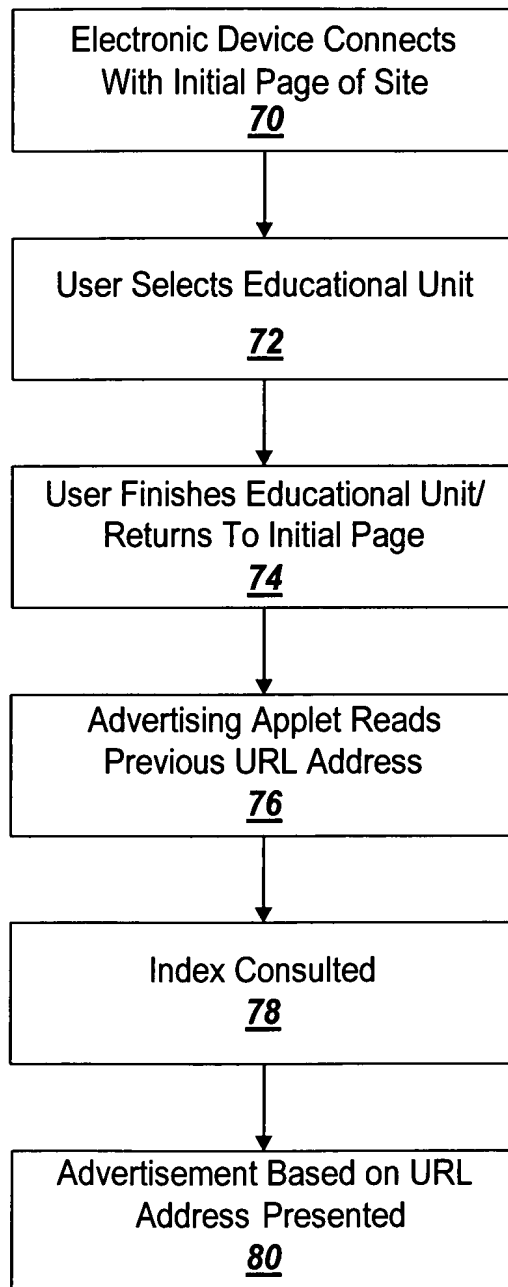 Electronic Device Connects
With Initial Page of Site
70
User Selects Educational Unit
72
User Finishes Educational Unit/
Returns To Initial Page
74
Advertising Applet Reads
Previous URL Address
76
Index Consulted
78
Advertisement Based on URL
Address Presented
80